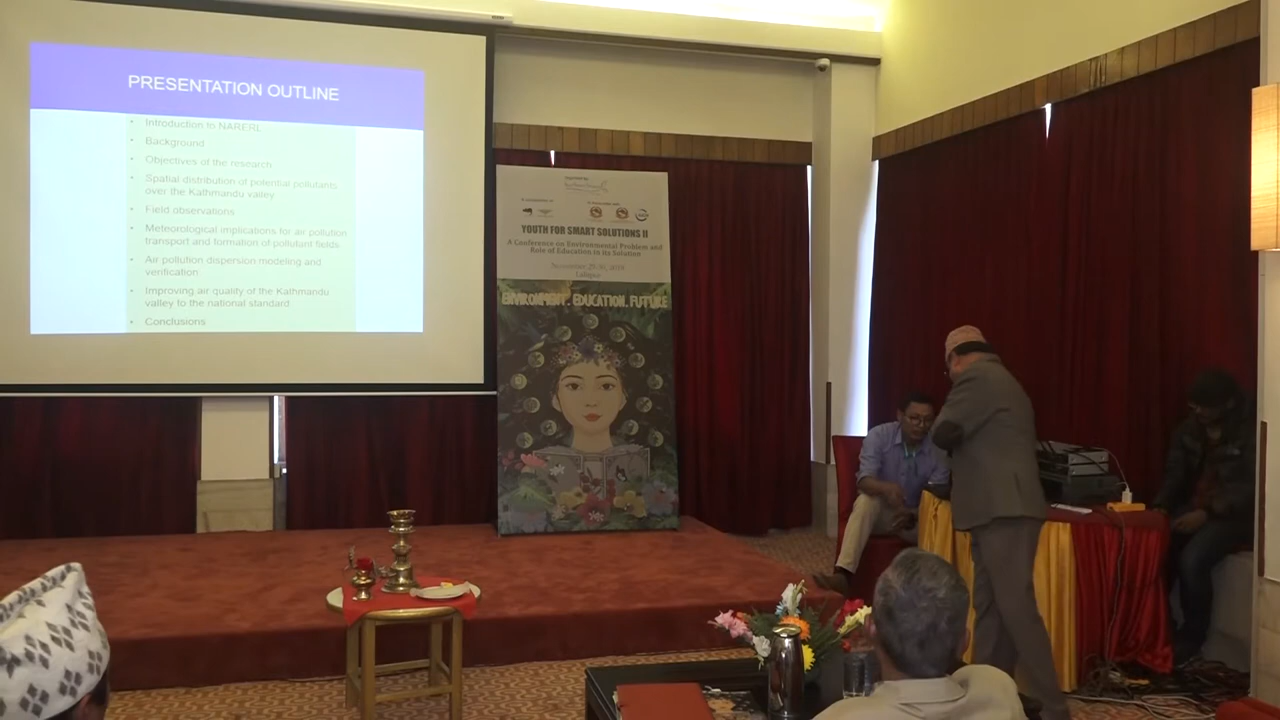 PRESENTATION OUTLINE
• Introduction to NARERL
• Background
• Objectives of the research
• Spatial distribution of potential pollutants
over the Kathmandu valley
• Field observations
• Meteorological implications for air pollution
transport and formation of pollutant fields
• Air pollution dispersion modeling and
verification
• Improving air quality of the Kathmandu
valley to the national standard
• Conclusions
YOUTH FOR SMART SOLUTIONS II
A Conference on Environmental Problem and
Role of Education in its Solution
Lalitpur
ENVIRONMENT. EDUCATION. FUTURE